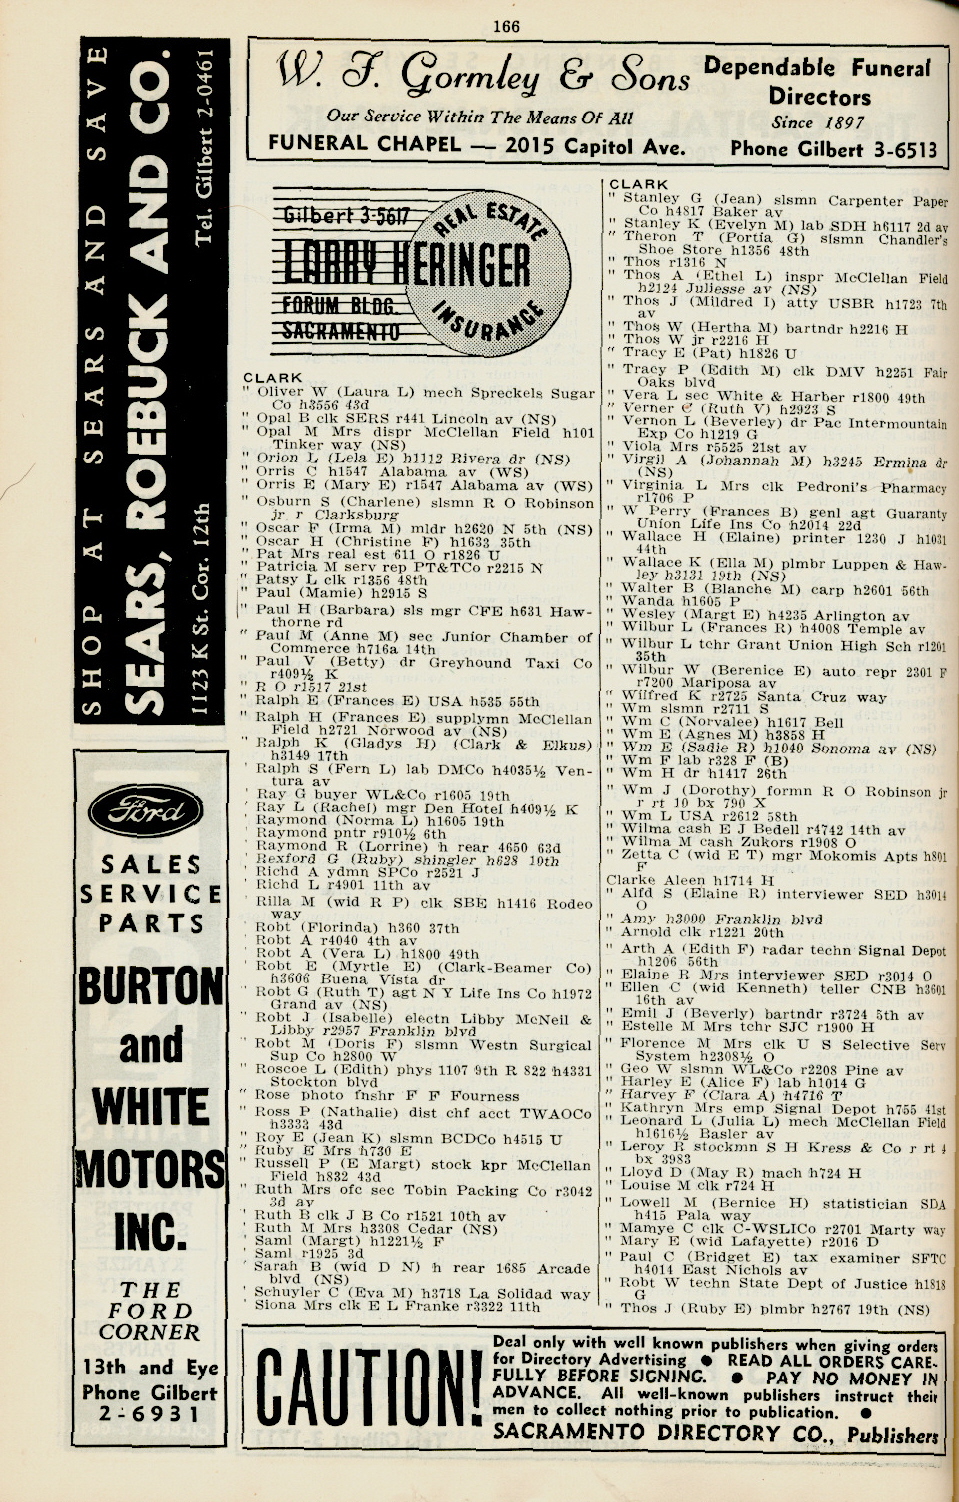 166
SHOP AT SEARS AND SAVE
SEARS, ROEBUCK AND CO.
1123 K St. Cor. 12th Tel. Gilbert 2-0461
Ford
SALES
SERVICE
PARTS
BURTON
and
WHITE
MOTORS
INC.
THE
FORD
CORNER
13th and Eye
Phone Gilbert
2-6931
W. F. Gormley & Sons
Our Service Within The Means Of All
Dependable Funeral
Directors
Since 1897
FUNERAL CHAPEL — 2015 Capitol Ave. Phone Gilbert 3-6513
Gilbert 3-5617
LARRY HERINGER
FORUM BLDG.
SACRAMENTO
REAL ESTATE
INSURANCE
CLARK
" Oliver W (Laura L) mech Spreckels Sugar
Co h3556 43d
" Opal B clk SERS r441 Lincoln av (NS)
" Opal M Mrs dispr McClellan Field h101
Tinker way (NS)
" Orion L (Lela E) h1112 Rivera dr (NS)
" Orris C h1547 Alabama av (WS)
" Orris E (Mary E) r1547 Alabama av (WS)
" Osburn S (Charlene) slsmn R O Robinson
jr r Clarksburg
" Oscar F (Irma M) mldr h2620 N 5th (NS)
" Oscar H (Christine F) h1633 35th
" Pat Mrs real est 611 O r1826 U
" Patricia M serv rep PT&TCo r2215 N
" Patsy L clk r1356 48th
" Paul (Mamie) h2915 S
" Paul H (Barbara) sls mgr CFE h631 Haw-
thorne rd
" Paul M (Anne M) sec Junior Chamber of
Commerce h716a 14th
" Paul V (Betty) dr Greyhound Taxi Co
r409½ K
" R O r1517 21st
" Ralph E (Frances E) USA h535 55th
" Ralph H (Frances E) supplymn McClellan
Field h2721 Norwood av (NS)
" Ralph K (Gladys H) (Clark & Elkus)
h3149 17th
' Ralph S (Fern L) lab DMCo h4035½ Ven-
tura av
' Ray G buyer WL&Co r1605 19th
' Ray L (Rachel) mgr Den Hotel h409½ K
' Raymond (Norma L) h1605 19th
' Raymond pntr r910½ 6th
' Raymond R (Lorrine) h rear 4650 63d
' Rexford G (Ruby) shingler h628 10th
' Richd A ydmn SPCo r2521 J
' Richd L r4901 11th av
' Rilla M (wid R P) clk SBE h1416 Rodeo
way
' Robt (Florinda) h360 37th
' Robt A r4040 4th av
' Robt A (Vera L) h1800 49th
' Robt E (Myrtle E) (Clark-Beamer Co)
h3606 Buena Vista dr
" Robt G (Ruth T) agt N Y Life Ins Co h1972
Grand av (NS)
" Robt J (Isabelle) electn Libby McNeil &
Libby r2957 Franklin blvd
" Robt M (Doris F) slsmn Westn Surgical
Sup Co h2800 W
" Roscoe L (Edith) phys 1107 9th R 822 h4331
Stockton blvd
" Rose photo fnshr F F Fourness
" Ross P (Nathalie) dist chf acct TWAOCo
h3332 43d
" Roy E (Jean K) slsmn BCDCo h4515 U
" Ruby E Mrs h730 E
" Russell P (E Margt) stock kpr McClellan
Field h832 43d
" Ruth Mrs ofc sec Tobin Packing Co r3042
3d av
" Ruth B clk J B Co r1521 10th av
" Ruth M Mrs h3308 Cedar (NS)
" Saml (Margt) h1221½ F
' Saml r1925 3d
' Sarah B (wid D N) h rear 1685 Arcade
blvd (NS)
' Schuyler C (Eva M) h3718 La Solidad way
' Siona Mrs clk E L Franke r3322 11th
CLARK
" Stanley G (Jean) slsmn Carpenter Paper
Co h4817 Baker av
" Stanley K (Evelyn M) lab SDH h6117 2d av
" Theron T (Portia G) slsmn Chandler's
Shoe Store h1356 48th
" Thos r1316 N
" Thos A (Ethel L) inspr McClellan Field
h2124 Juliesse av (NS)
" Thos J (Mildred I) atty USBR h1723 7th
av
" Thos W (Hertha M) bartndr h2216 H
" Thos W jr r2216 H
" Tracy E (Pat) h1826 U
" Tracy P (Edith M) clk DMV h2251 Fair
Oaks blvd
" Vera L sec White & Harber r1800 49th
" Verner C (Ruth V) h2923 S
" Vernon L (Beverley) dr Pac Intermountain
Exp Co h1219 G
" Viola Mrs r5525 21st av
" Virgil A (Johannah M) h3245 Ermina dr
(NS)
" Virginia L Mrs clk Pedroni's Pharmacy
r1706 P
" W Perry (Frances B) genl agt Guaranty
Union Life Ins Co h2014 22d
" Wallace H (Elaine) printer 1230 J h1031
44th
" Wallace K (Ella M) plmbr Luppen & Haw-
ley h3131 19th (NS)
" Walter B (Blanche M) carp h2601 56th
" Wanda h1605 P
" Wesley (Margt E) h4235 Arlington av
" Wilbur L (Frances R) h4008 Temple av
" Wilbur L tchr Grant Union High Sch r1201
35th
" Wilbur W (Berenice E) auto repr 2301 F
r7200 Mariposa av
" Wilfred K r2725 Santa Cruz way
" Wm slsmn r2711 S
" Wm C (Norvalee) h1617 Bell
" Wm E (Agnes M) h3858 H
" Wm E (Sadie R) h1040 Sonoma av (NS)
" Wm F lab r328 F (B)
" Wm H dr h1417 26th
" Wm J (Dorothy) formn R O Robinson jr
r rt 10 bx 790 X
" Wm L USA r2612 58th
" Wilma cash E J Bedell r4742 14th av
" Wilma M cash Zukors r1908 O
" Zetta C (wid E T) mgr Mokomis Apts h801
F
Clarke Aleen h1714 H
" Alfd S (Elaine R) interviewer SED h3014
O
" Amy h3000 Franklin blvd
" Arnold clk r1221 20th
" Arth A (Edith F) radar techn Signal Depot
h1206 56th
" Elaine R Mrs interviewer SED r3014 O
" Ellen C (wid Kenneth) teller CNB h3601
16th av
" Emil J (Beverly) bartndr r3724 5th av
" Estelle M Mrs tchr SJC r1900 H
" Florence M Mrs clk U S Selective Serv
System h2308½ O
" Geo W slsmn WL&Co r2208 Pine av
" Harley E (Alice F) lab h1014 G
" Harvey F (Clara A) h4716 T
" Kathryn Mrs emp Signal Depot h755 41st
" Leonard L (Julia L) mech McClellan Field
h1616½ Basler av
" Leroy R stockmn S H Kress & Co r rt 4
bx 3983
" Lloyd D (May R) mach h724 H
" Louise M clk r724 H
" Lowell M (Bernice H) statistician SDA
h415 Pala way
" Mamye C clk C-WSLICo r2701 Marty way
" Mary E (wid Lafayette) r2016 D
" Paul C (Bridget E) tax examiner SFTC
h4014 East Nichols av
" Robt W techn State Dept of Justice h1818
G
" Thos J (Ruby E) plmbr h2767 19th (NS)
CAUTION!
Deal only with well known publishers when giving orders
for Directory Advertising ● READ ALL ORDERS CARE-
FULLY BEFORE SIGNING. ● PAY NO MONEY IN
ADVANCE. All well-known publishers instruct their
men to collect nothing prior to publication. ●
SACRAMENTO DIRECTORY CO., Publishers